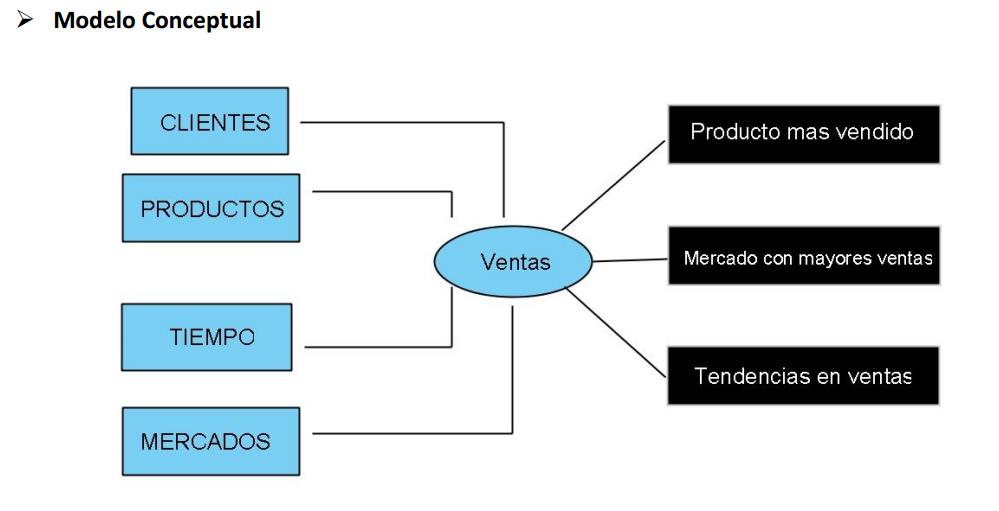 ➢ Modelo Conceptual
CLIENTES
PRODUCTOS
TIEMPO
MERCADOS
Ventas
Producto mas vendido
Mercado con mayores ventas
Tendencias en ventas